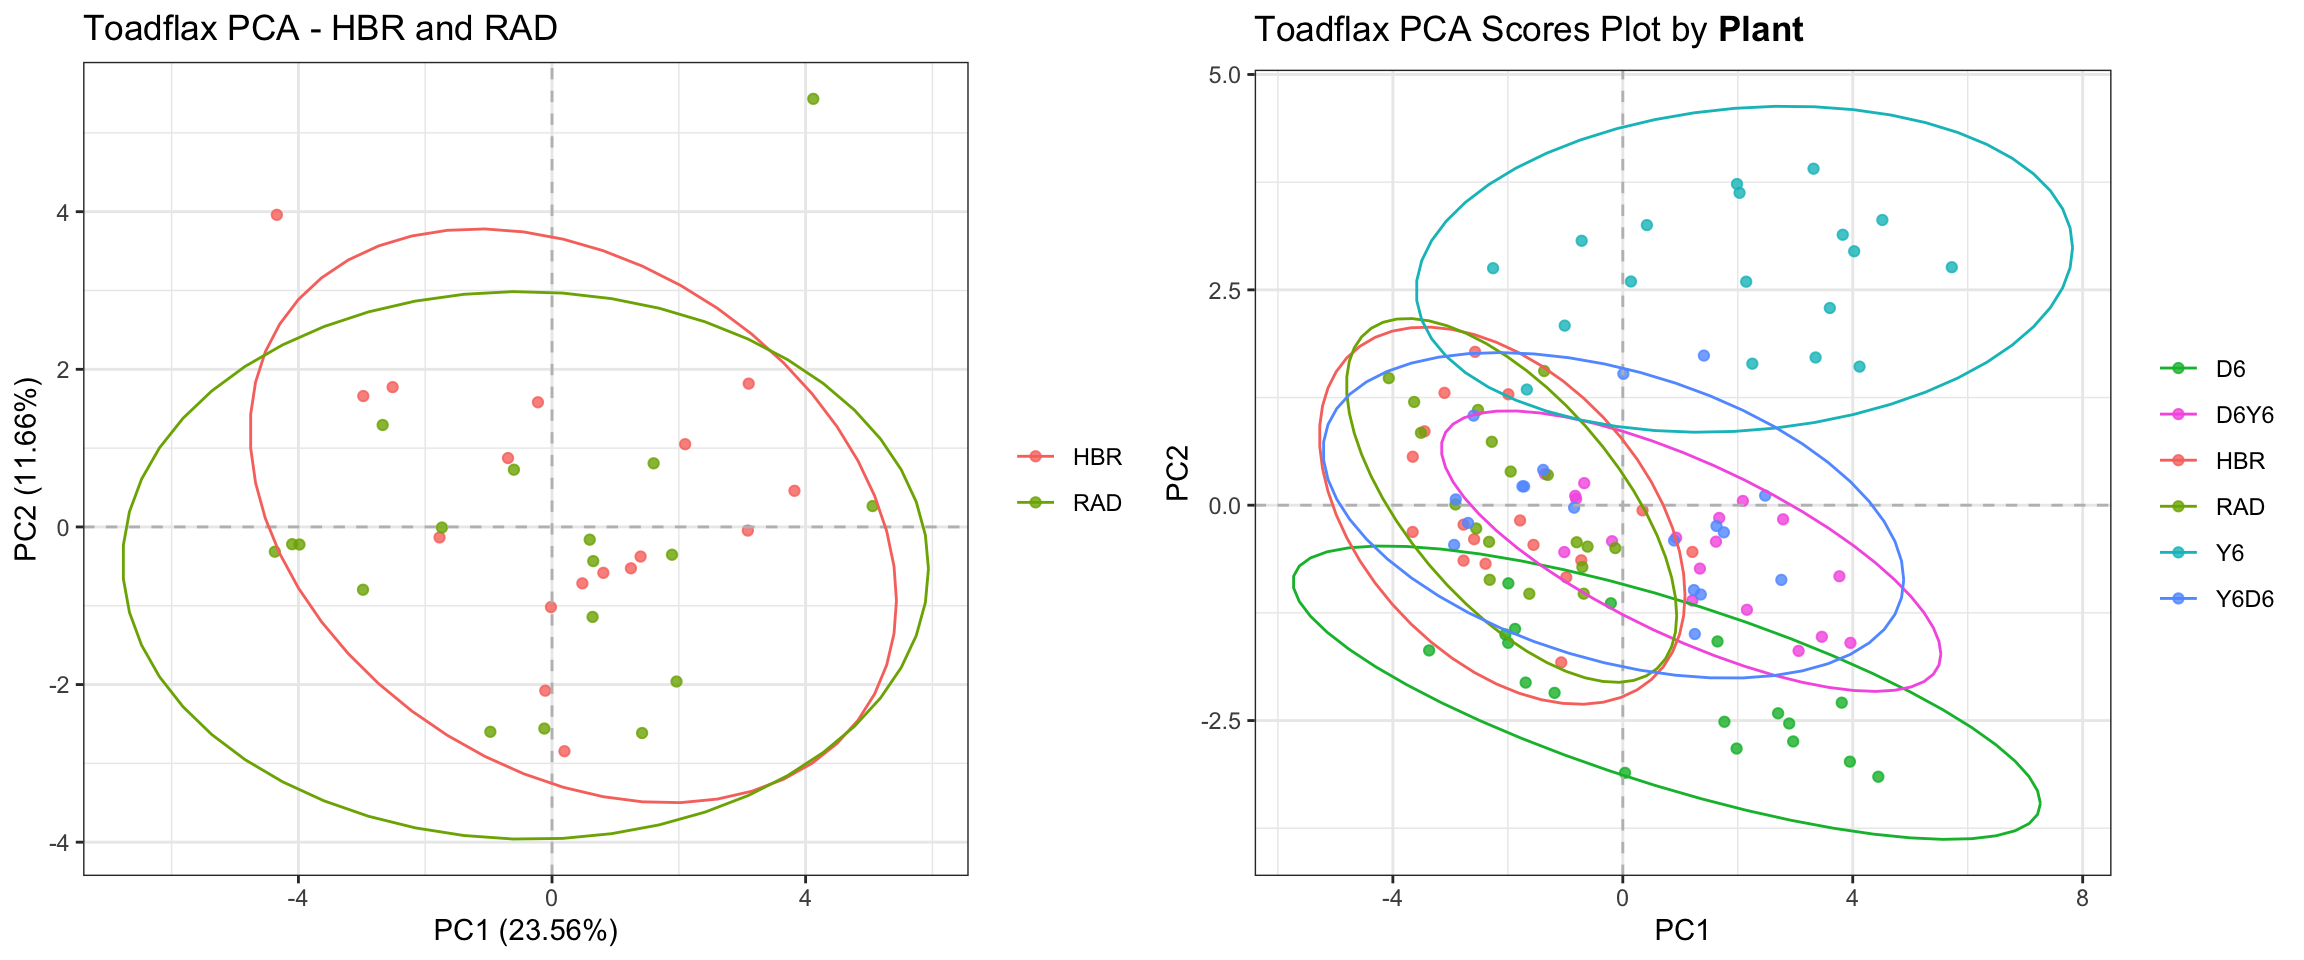 Toadflax PCA - HBR and RAD
PC2 (11.66%)
4
2
0
-2
-4
-4
0
4
PC1 (23.56%)
HBR
RAD
Toadflax PCA Scores Plot by Plant
PC2
5.0
2.5
0.0
-2.5
-4
0
4
8
PC1
D6
D6Y6
HBR
RAD
Y6
Y6D6